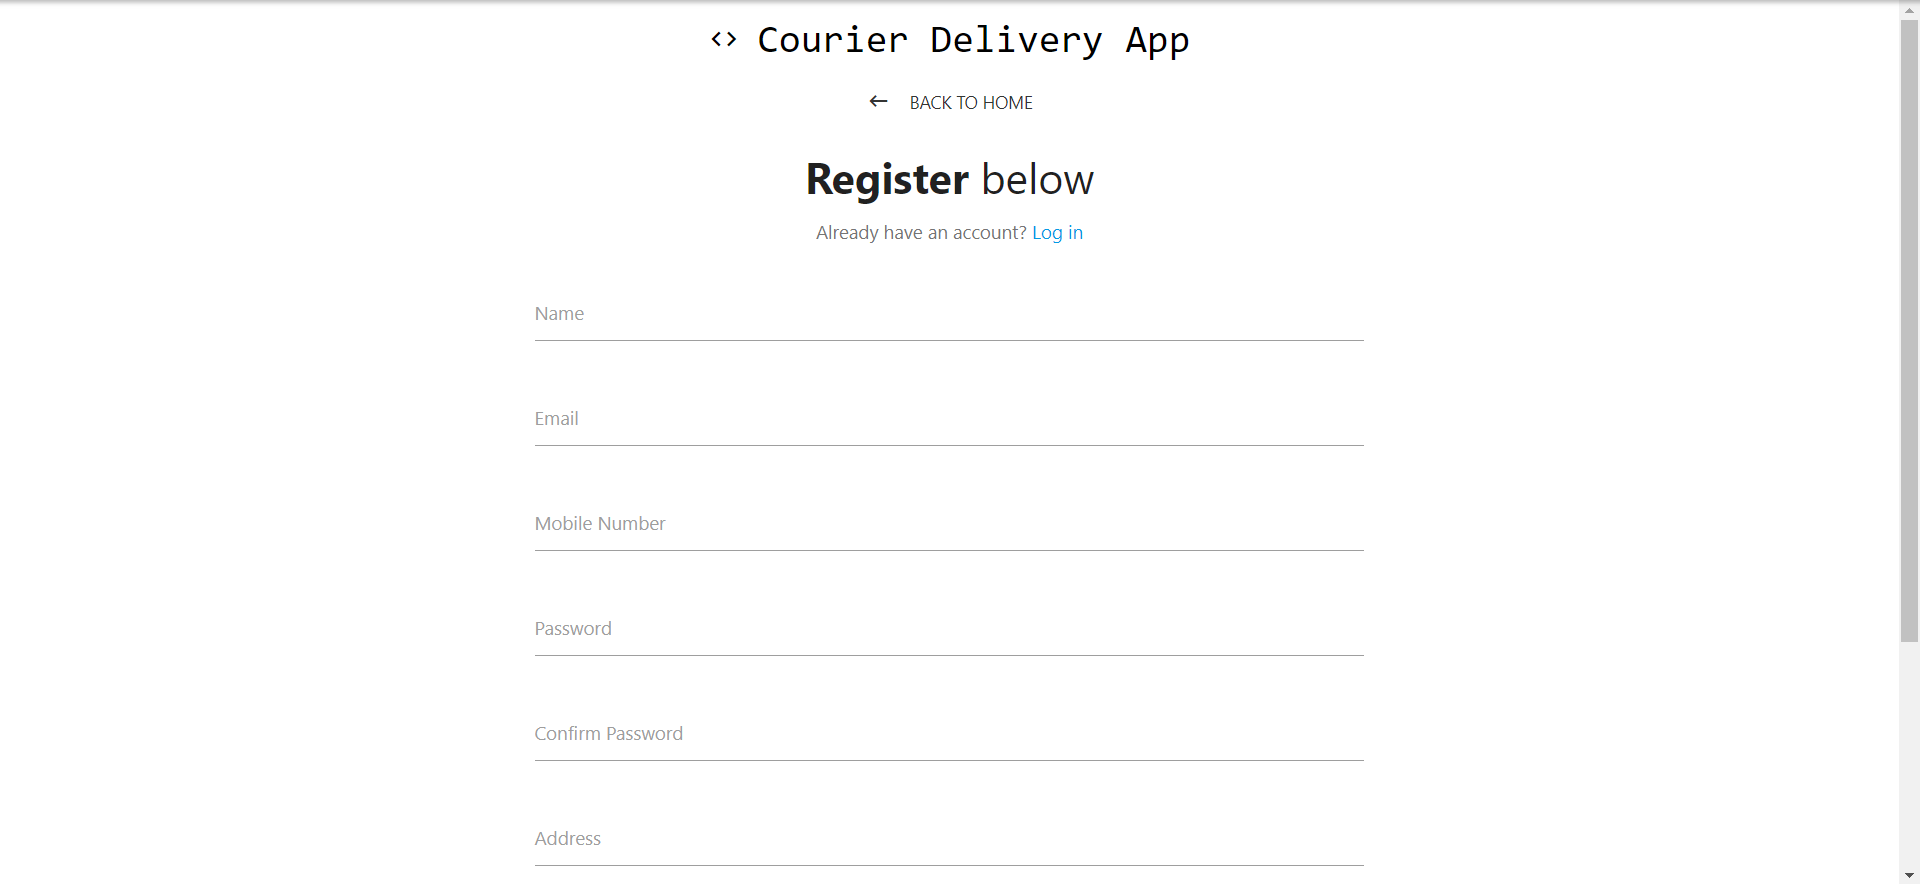 <> Courier Delivery App
← BACK TO HOME
Register below
Already have an account? Log in
Name
Email
Mobile Number
Password
Confirm Password
Address